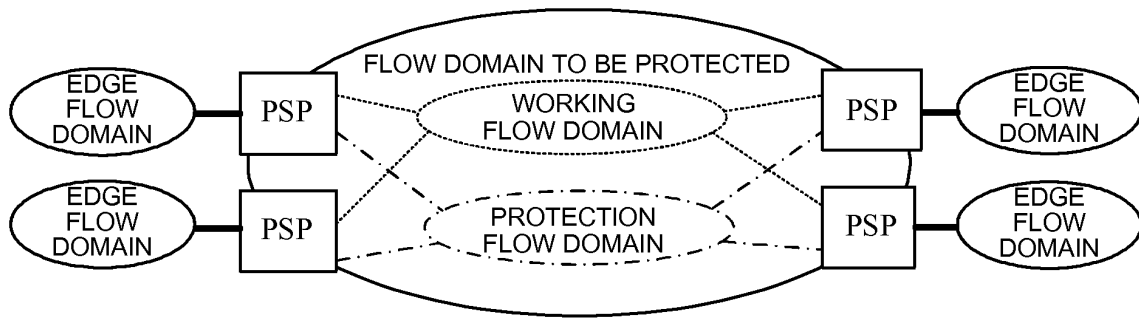 FLOW DOMAIN TO BE PROTECTED
EDGE
FLOW
DOMAIN
PSP
WORKING
FLOW DOMAIN
PSP
EDGE
FLOW
DOMAIN
EDGE
FLOW
DOMAIN
PSP
PROTECTION
FLOW DOMAIN
PSP
EDGE
FLOW
DOMAIN